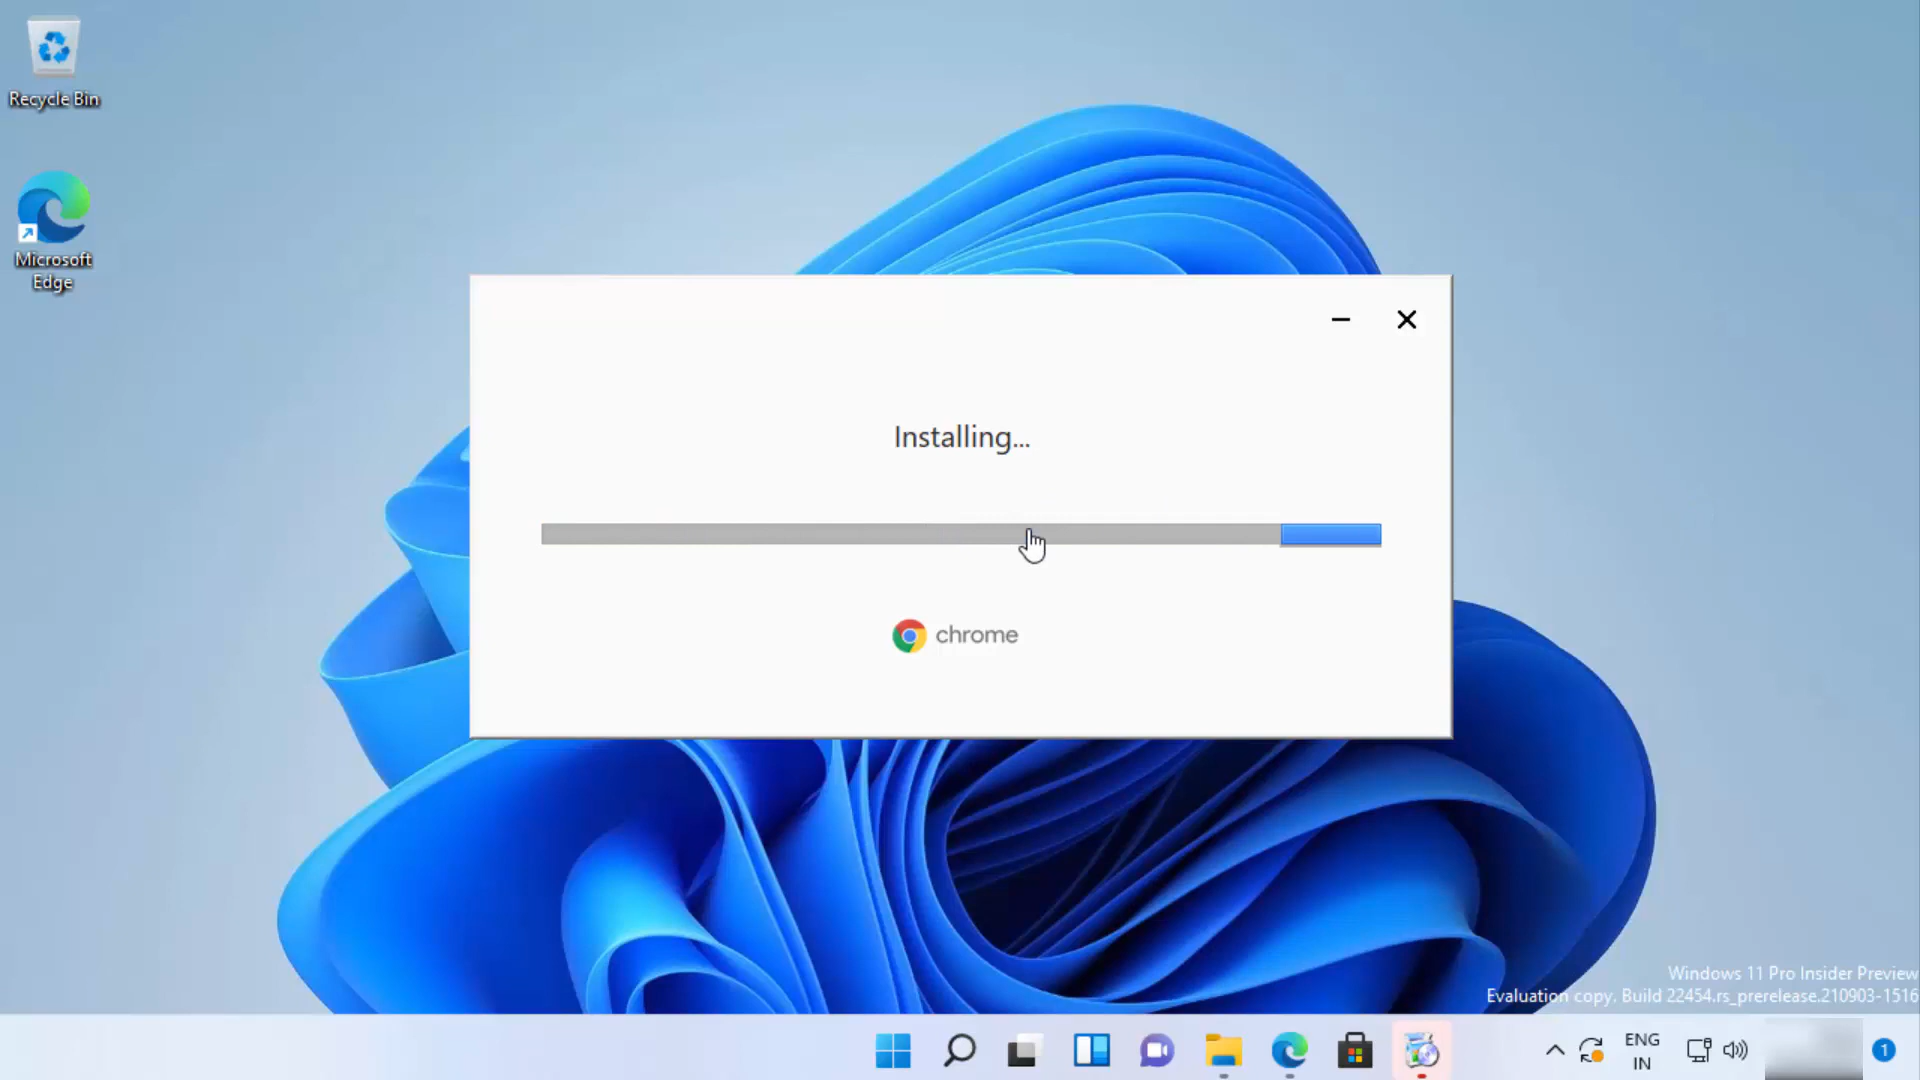 Recycle Bin
Microsoft
Edge
Installing...
chrome
Windows 11 Pro Insider Preview
Evaluation copy. Build 22454.rs_prerelease.210903-1516
ENG
IN
1